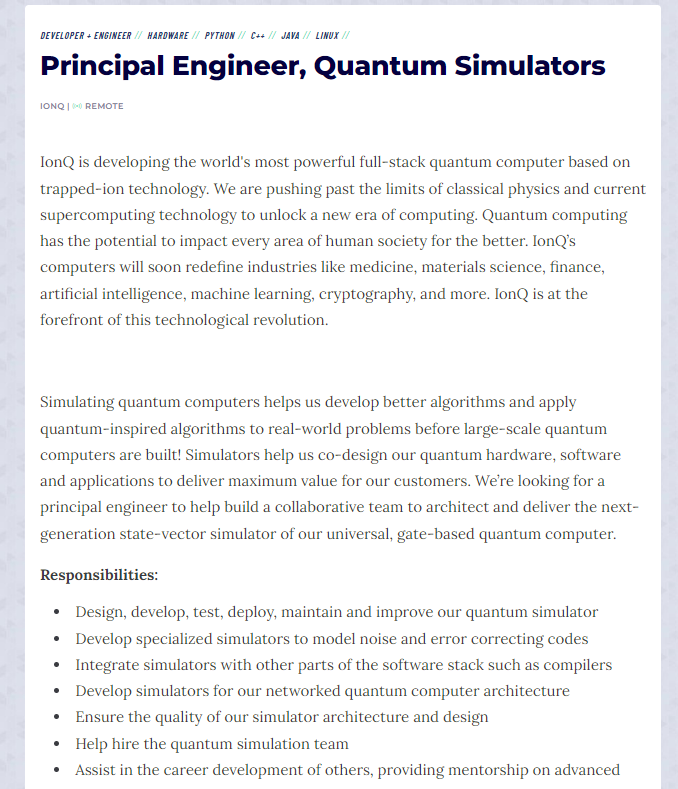 DEVELOPER + ENGINEER // HARDWARE // PYTHON // C++ // JAVA // LINUX //
Principal Engineer, Quantum Simulators
IONQ | REMOTE
IonQ is developing the world's most powerful full-stack quantum computer based on
trapped-ion technology. We are pushing past the limits of classical physics and current
supercomputing technology to unlock a new era of computing. Quantum computing
has the potential to impact every area of human society for the better. IonQ’s
computers will soon redefine industries like medicine, materials science, finance,
artificial intelligence, machine learning, cryptography, and more. IonQ is at the
forefront of this technological revolution.
Simulating quantum computers helps us develop better algorithms and apply
quantum-inspired algorithms to real-world problems before large-scale quantum
computers are built! Simulators help us co-design our quantum hardware, software
and applications to deliver maximum value for our customers. We’re looking for a
principal engineer to help build a collaborative team to architect and deliver the next-
generation state-vector simulator of our universal, gate-based quantum computer.
Responsibilities:
• Design, develop, test, deploy, maintain and improve our quantum simulator
• Develop specialized simulators to model noise and error correcting codes
• Integrate simulators with other parts of the software stack such as compilers
• Develop simulators for our networked quantum computer architecture
• Ensure the quality of our simulator architecture and design
• Help hire the quantum simulation team
• Assist in the career development of others, providing mentorship on advanced